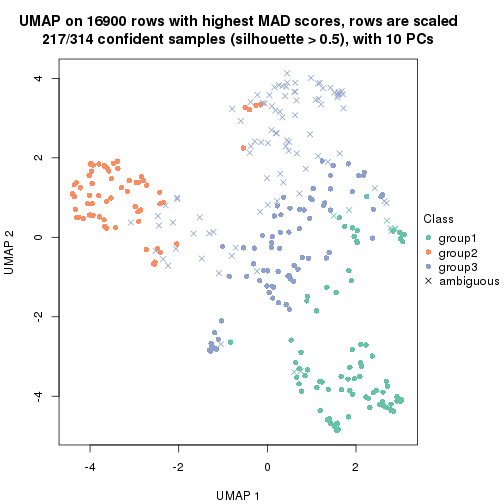 UMAP on 16900 rows with highest MAD scores, rows are scaled
217/314 confident samples (silhouette > 0.5), with 10 PCs
4
2
0
-2
-4
UMAP 2
-4 -2 0 2
UMAP 1
Class
group1
group2
group3
ambiguous